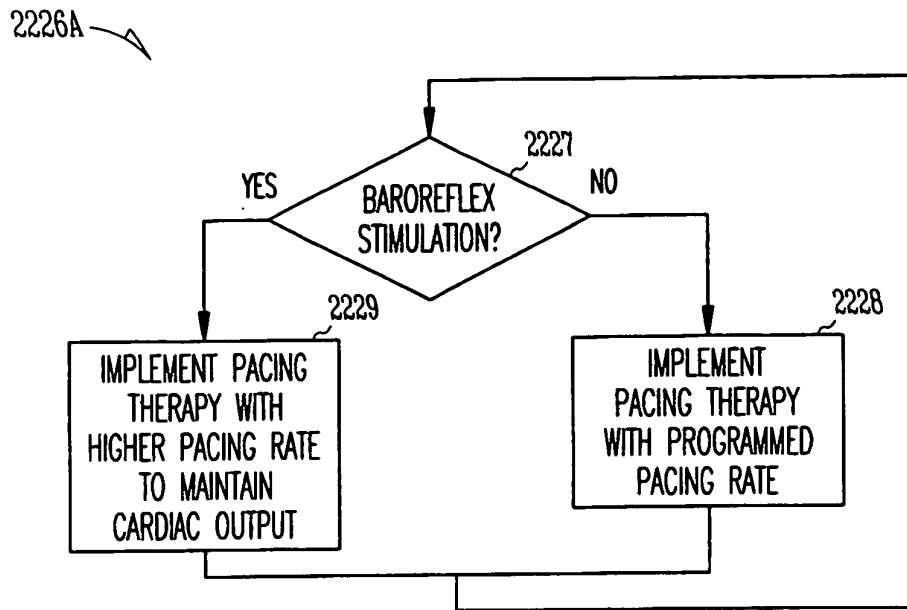 2226A
2227
YES
NO
BAROREFLEX
STIMULATION?
2229
IMPLEMENT PACING
THERAPY WITH
HIGHER PACING RATE
TO MAINTAIN
CARDIAC OUTPUT
2228
IMPLEMENT
PACING THERAPY
WITH PROGRAMMED
PACING RATE